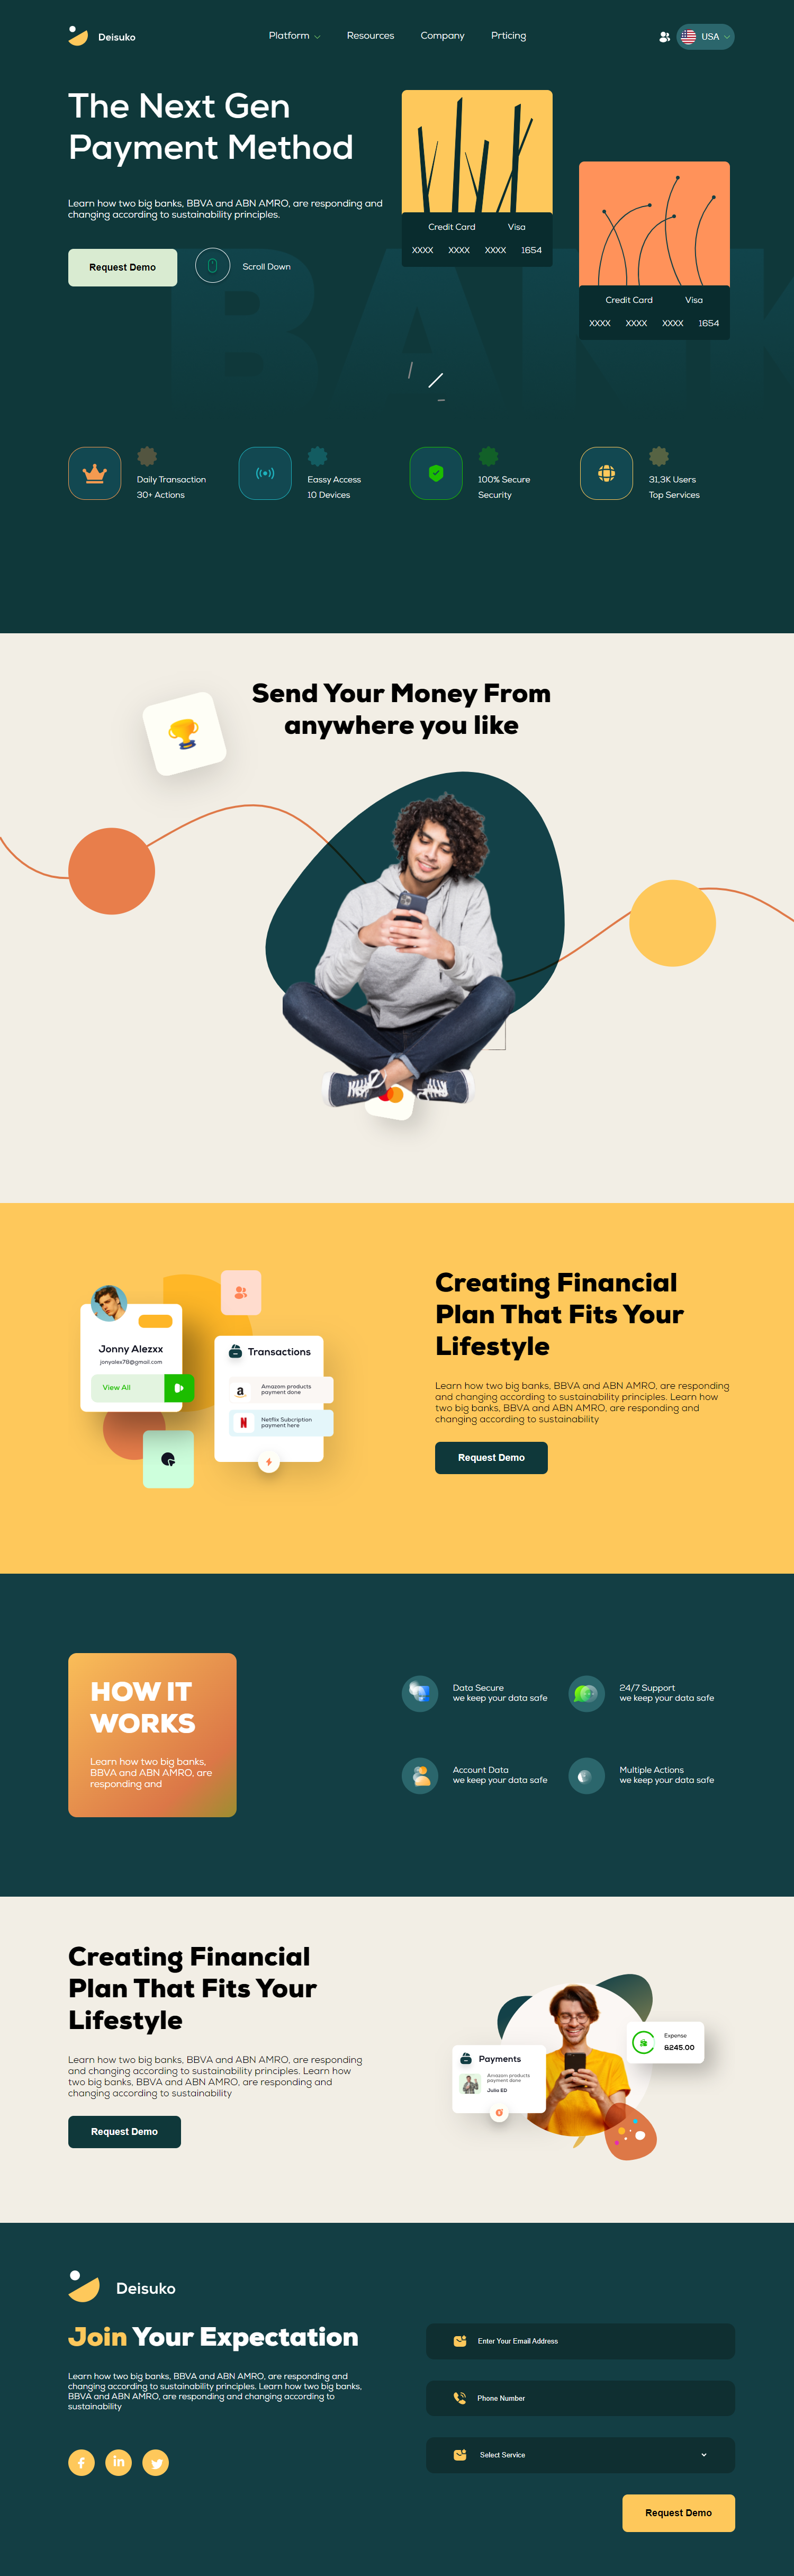 Deisuko
Platform
Resources
Company
Prticing
USA
The Next Gen
Payment Method
Learn how two big banks, BBVA and ABN AMRO, are responding and
changing according to sustainability principles.
Request Demo
Scroll Down
BANK
Credit Card Visa
XXXX XXXX XXXX 1654
Credit Card Visa
XXXX XXXX XXXX 1654
Daily Transaction
30+ Actions
Eassy Access
10 Devices
100% Secure
Security
31,3K Users
Top Services
Send Your Money From
anywhere you like
Jonny Alezxx
jonyalex78@gmail.com
View All
Transactions
Amazom products
payment done
Netflix Subcription
payment here
Creating Financial
Plan That Fits Your
Lifestyle
Learn how two big banks, BBVA and ABN AMRO, are responding
and changing according to sustainability principles. Learn how
two big banks, BBVA and ABN AMRO, are responding and
changing according to sustainability
Request Demo
HOW IT
WORKS
Learn how two big banks,
BBVA and ABN AMRO, are
responding and
Data Secure
we keep your data safe
24/7 Support
we keep your data safe
Account Data
we keep your data safe
Multiple Actions
we keep your data safe
Creating Financial
Plan That Fits Your
Lifestyle
Learn how two big banks, BBVA and ABN AMRO, are responding
and changing according to sustainability principles. Learn how
two big banks, BBVA and ABN AMRO, are responding and
changing according to sustainability
Request Demo
Payments
Amazon products
payment done
Julio ED
Expense
$245.00
Deisuko
Join Your Expectation
Learn how two big banks, BBVA and ABN AMRO, are responding and
changing according to sustainability principles. Learn how two big banks,
BBVA and ABN AMRO, are responding and changing according to
sustainability
Enter Your Email Address
Phone Number
Select Service
Request Demo